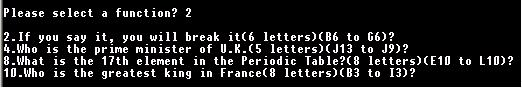 Please select a function? 2
2.If you say it, you will break it(6 letters)(B6 to G6)?
4.Who is the prime minister of U.K.(5 letters)(J13 to J9)?
8.What is the 17th element in the Periodic Table?(8 letters)(E10 to L10)?
10.Who is the greatest king in France(8 letters)(B3 to I3)?